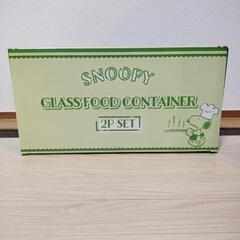 SNOOPY
GLASS FOOD CONTAINER
2P SET